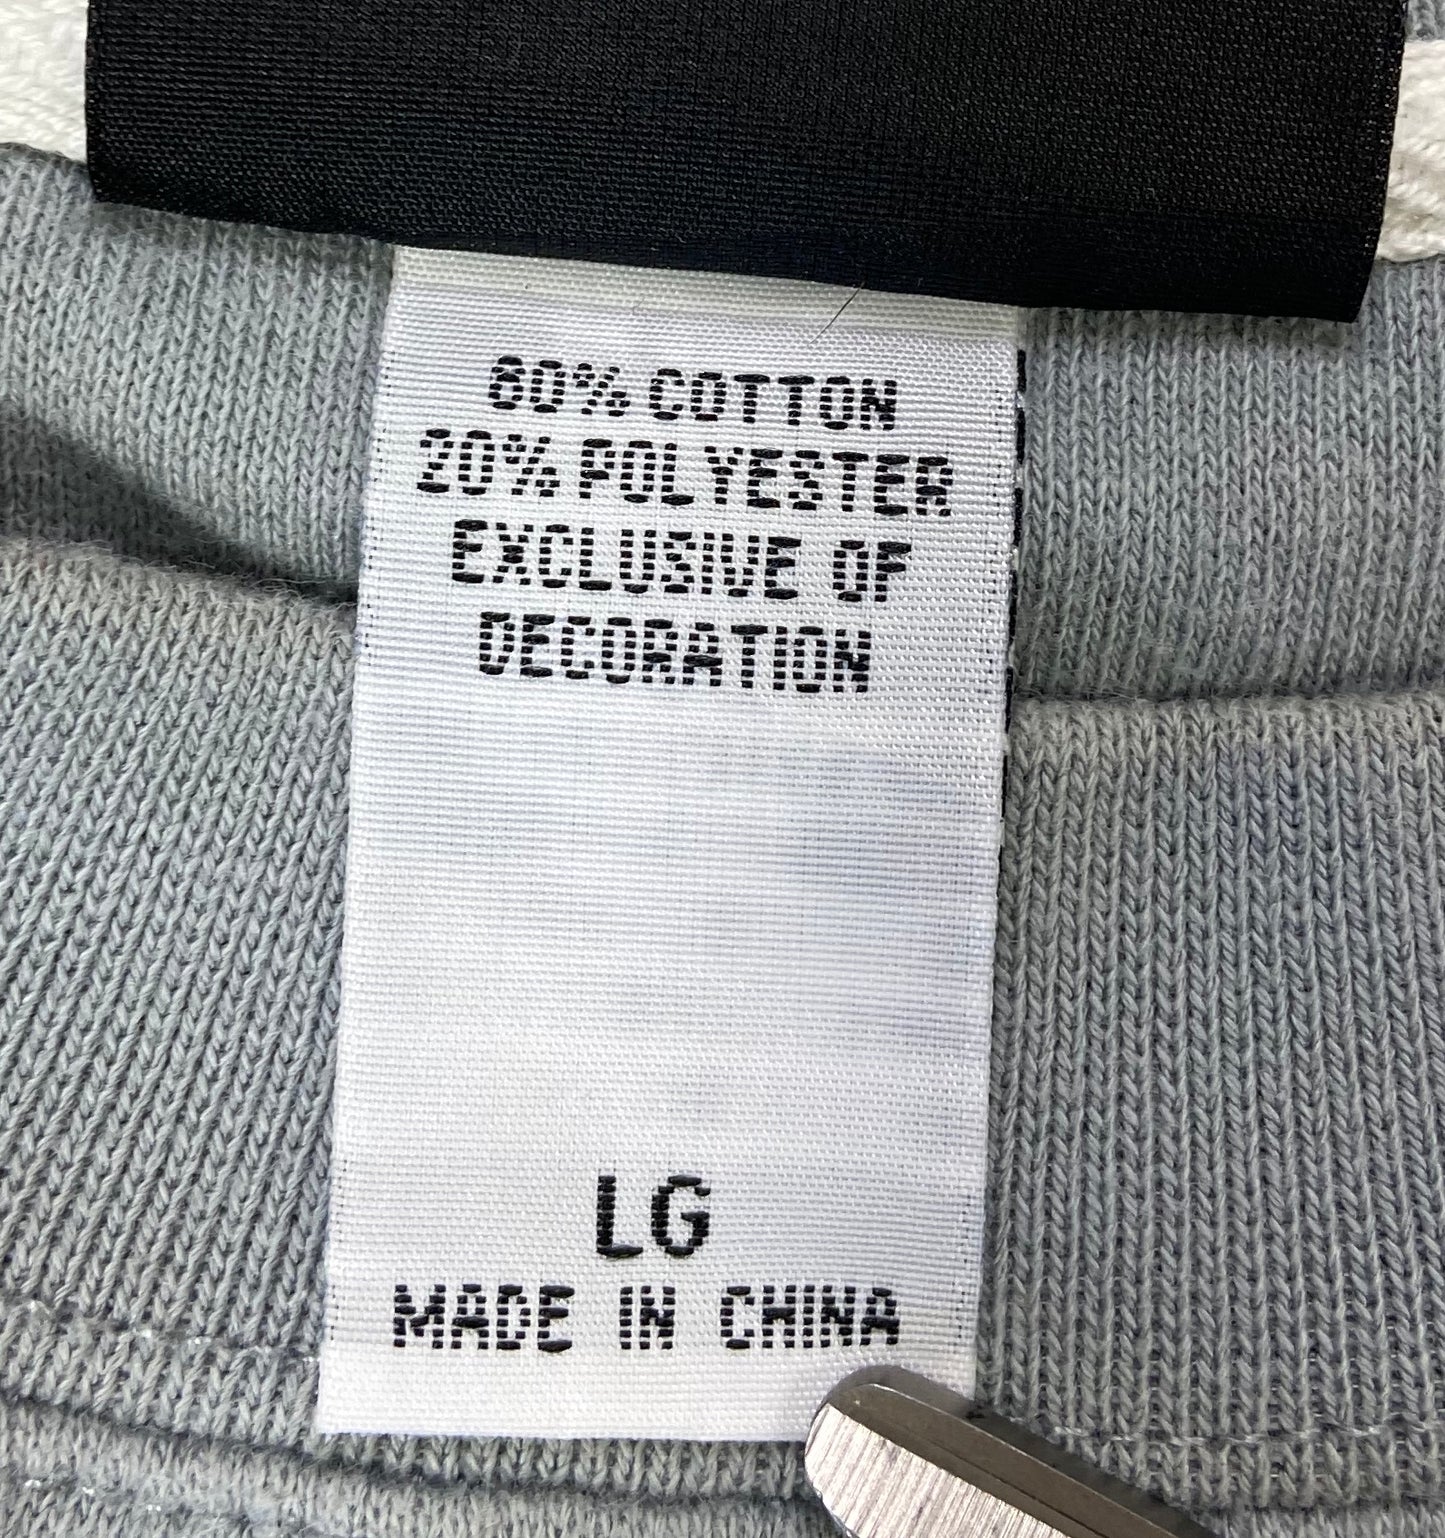 80% COTTON
20% POLYESTER
EXCLUSIVE OF
DECORATION
LG
MADE IN CHINA